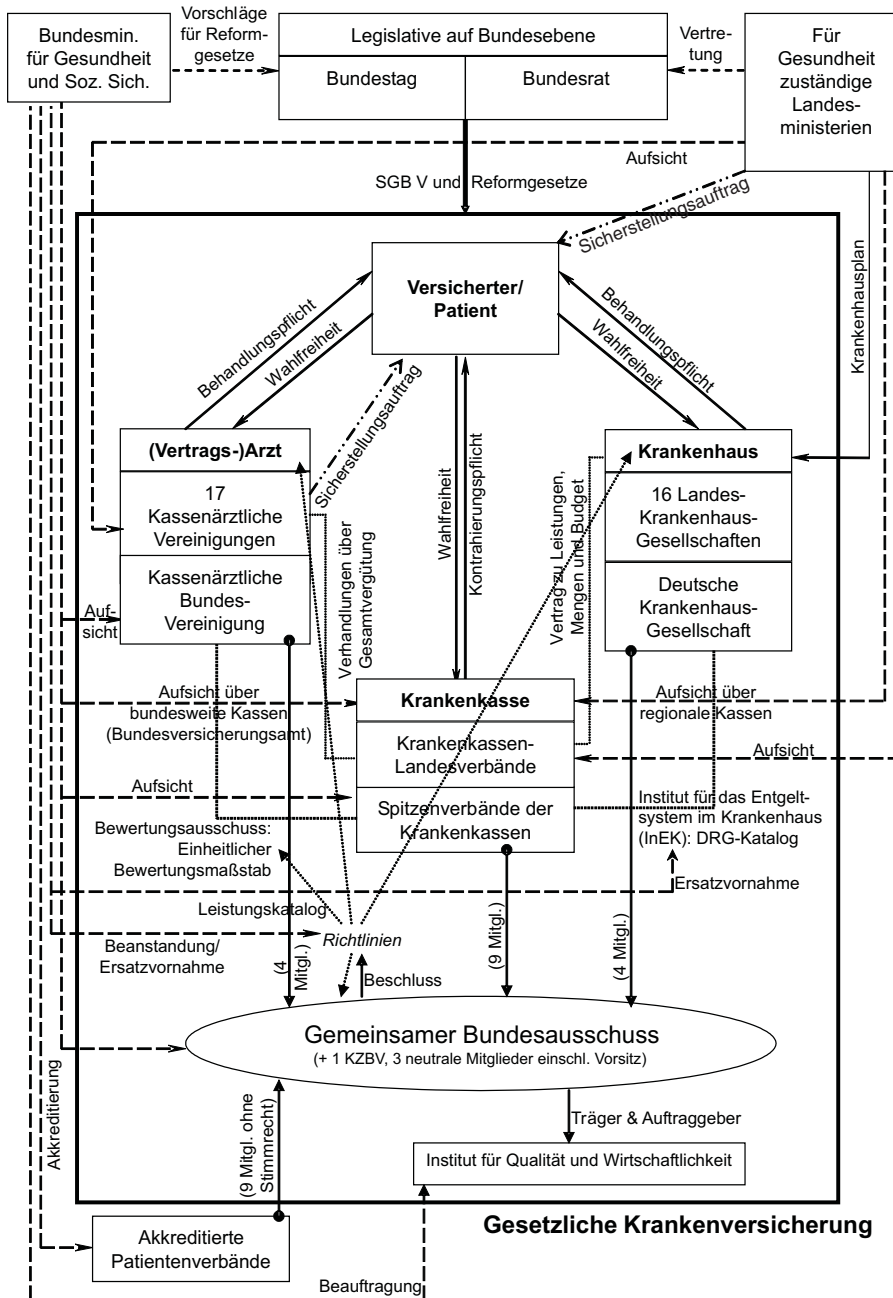 Bundesmin.
für Gesundheit
und Soz. Sich.
Vorschläge
für Reform-
gesetze
Legislative auf Bundesebene
Bundestag
Bundesrat
Vertre-
tung
Für
Gesundheit
zuständige
Landes-
ministerien
Aufsicht
SGB V und Reformgesetze
Sicherstellungsauftrag
Krankenhausplan
Versicherter/
Patient
Behandlungspflicht
Wahlfreiheit
Sicherstellungsauftrag
Wahlfreiheit
Kontrahierungspflicht
Behandlungspflicht
Wahlfreiheit
(Vertrags-)Arzt
17
Kassenärztliche
Vereinigungen
Kassenärztliche
Bundes-
Vereinigung
Auf-
sicht
Verhandlungen über
Gesamtvergütung
Vertrag zu Leistungen,
Mengen und Budget
Krankenhaus
16 Landes-
Krankenhaus-
Gesellschaften
Deutsche
Krankenhaus-
Gesellschaft
Aufsicht über
bundesweite Kassen
(Bundesversicherungsamt)
Krankenkasse
Krankenkassen-
Landesverbände
Spitzenverbände der
Krankenkassen
Aufsicht über
regionale Kassen
Aufsicht
Aufsicht
Bewertungsausschuss:
Einheitlicher
Bewertungsmaßstab
Institut für das Entgelt-
system im Krankenhaus
(InEK): DRG-Katalog
Ersatzvornahme
Leistungskatalog
Beanstandung/
Ersatzvornahme
Richtlinien
Beschluss
(4
Mitgl.)
(9 Mitgl.)
(4 Mitgl.)
Gemeinsamer Bundesausschuss
(+ 1 KZBV, 3 neutrale Mitglieder einschl. Vorsitz)
Akkreditierung
(9 Mitgl. ohne
Stimmrecht)
Träger & Auftraggeber
Institut für Qualität und Wirtschaftlichkeit
Gesetzliche Krankenversicherung
Akkreditierte
Patientenverbände
Beauftragung